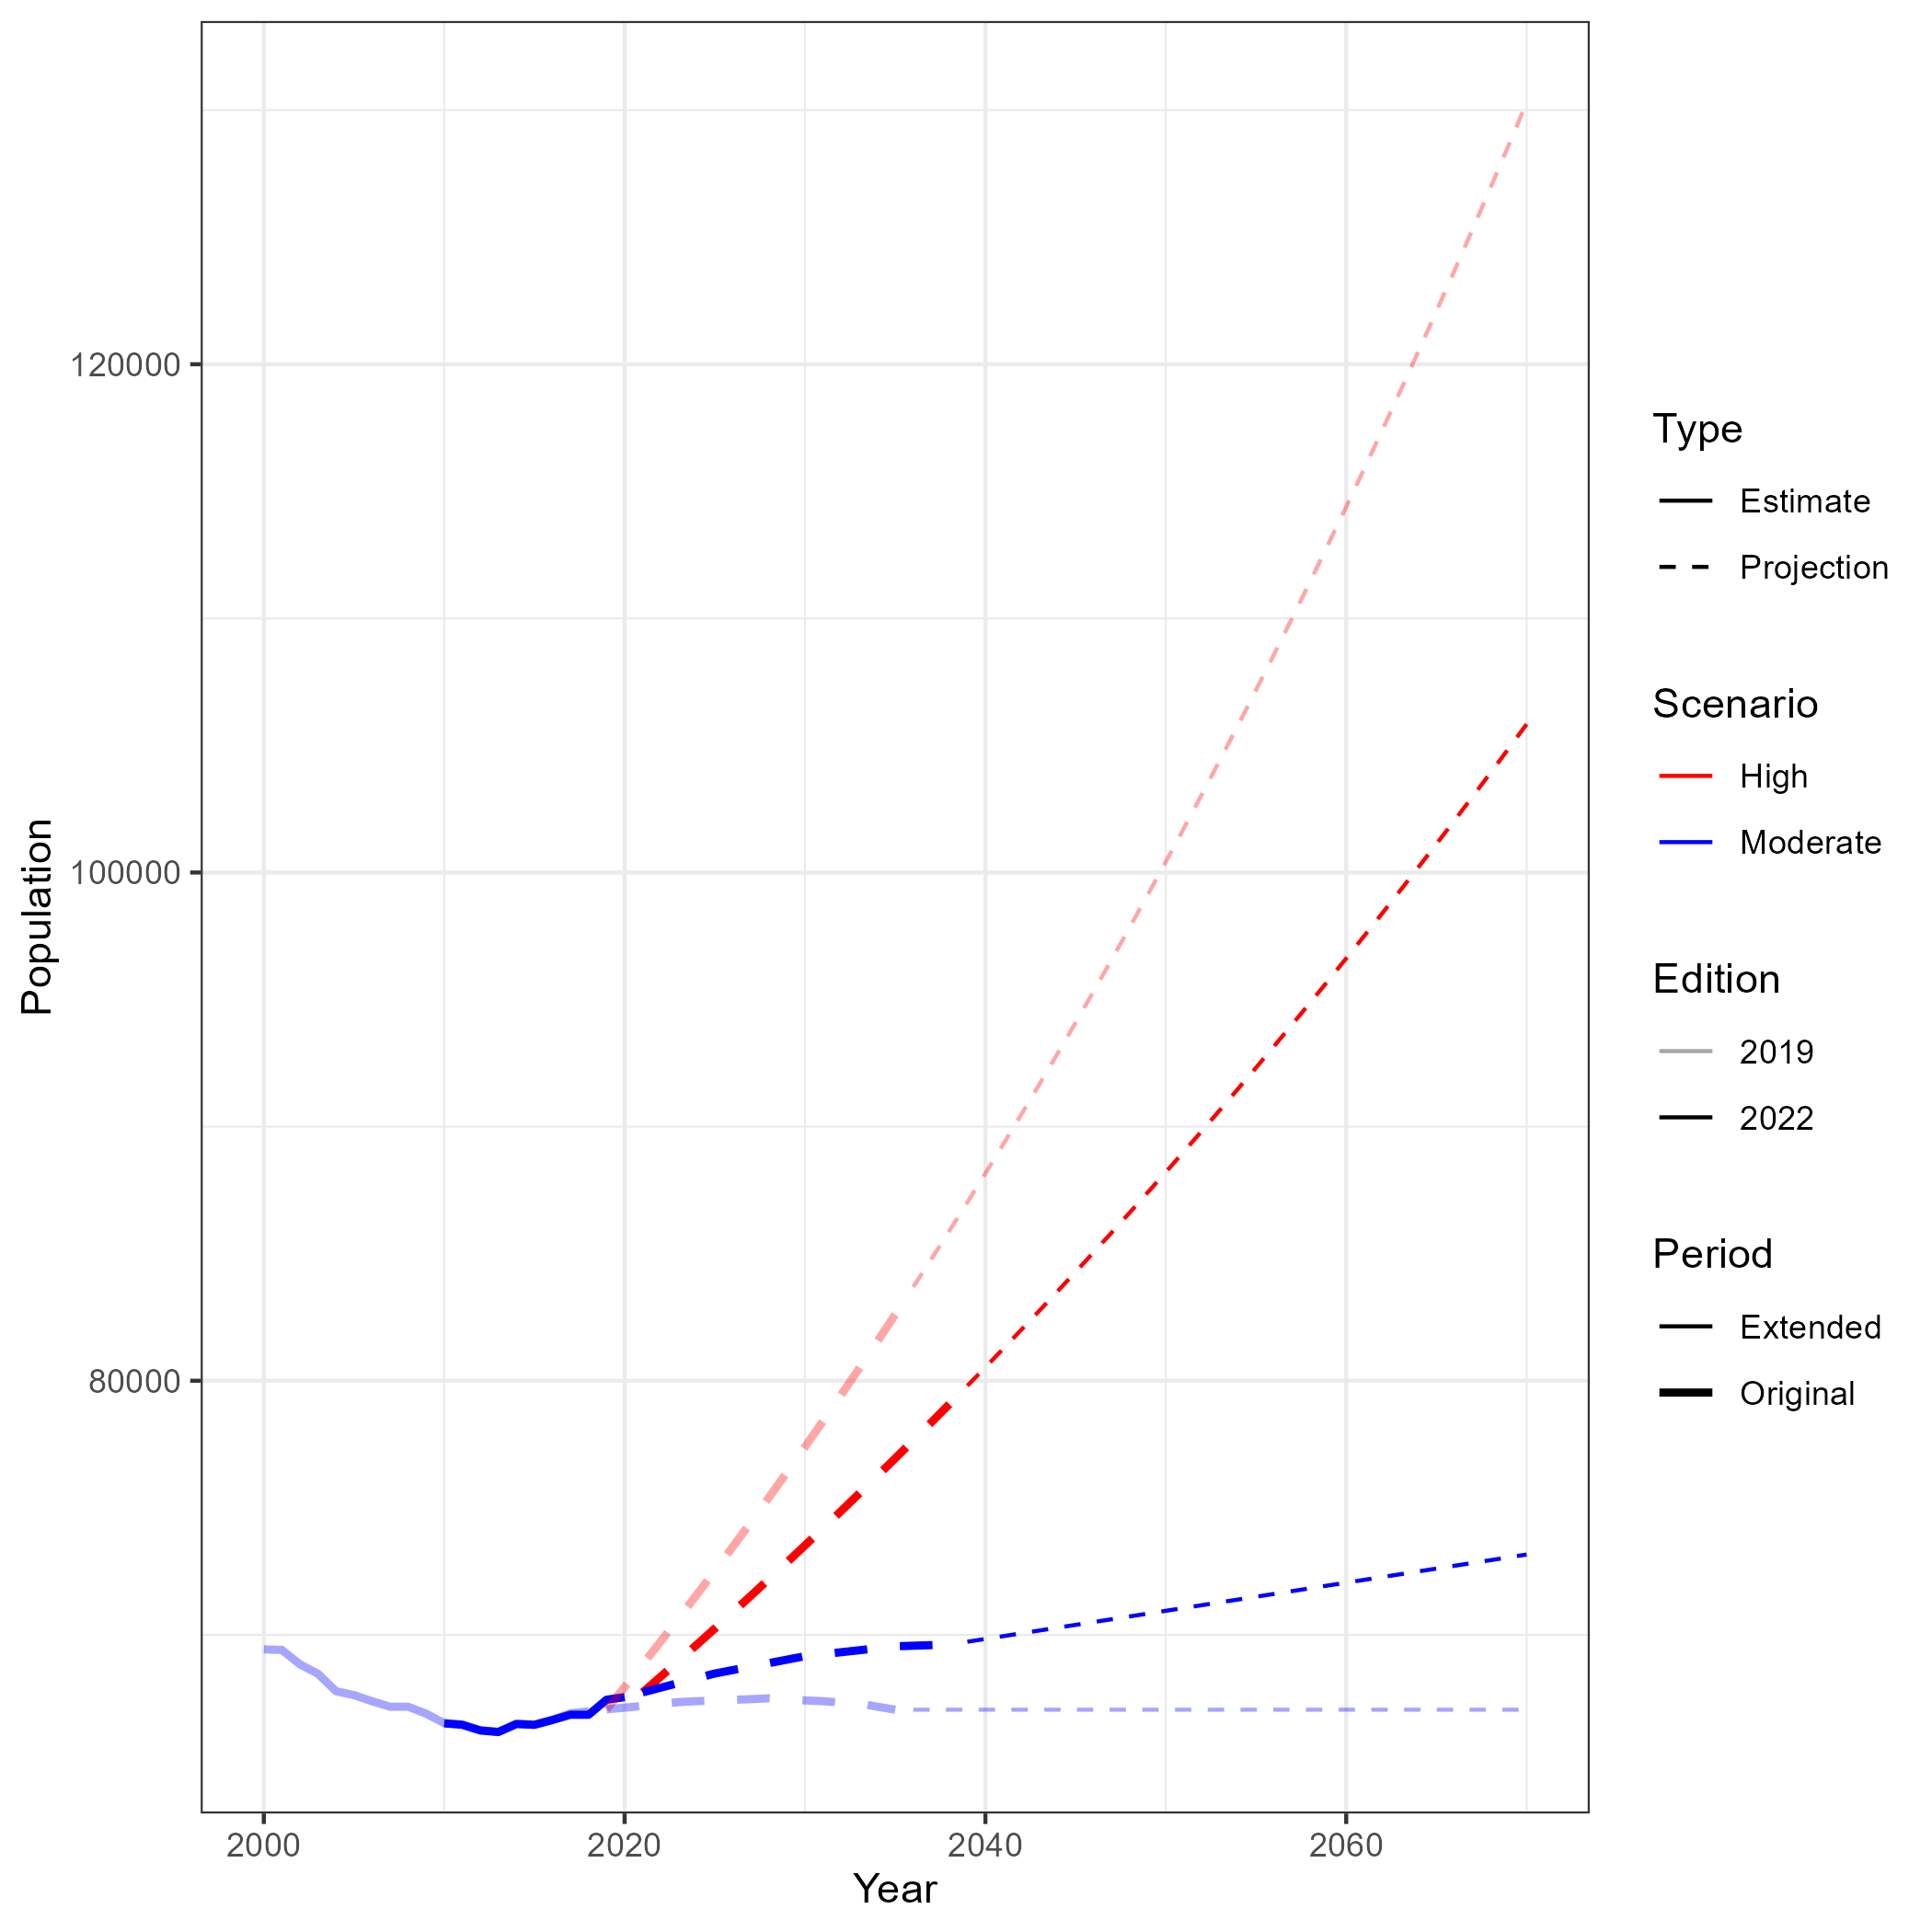 Population
120000
100000
80000
2000
2020
2040
2060
Year
Type
Estimate
Projection
Scenario
High
Moderate
Edition
2019
2022
Period
Extended
Original